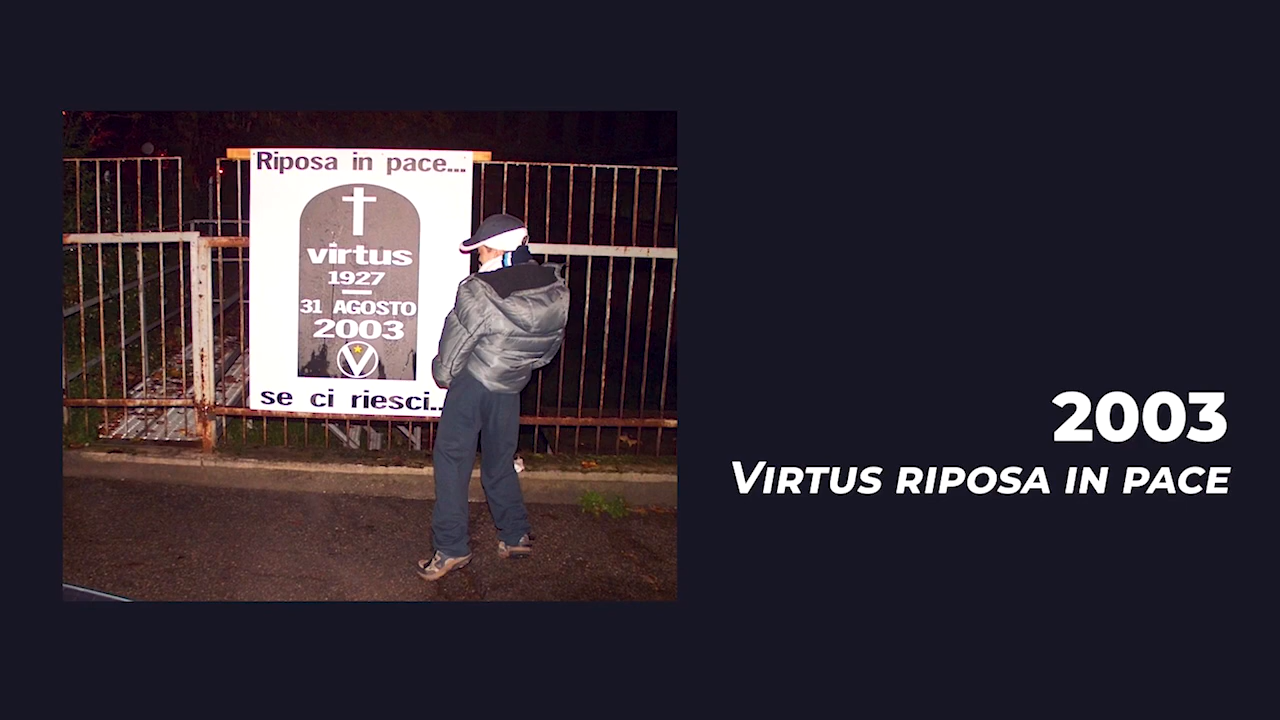 Riposa in pace...
virtus
1927
31 AGOSTO
2003
V
se ci riesci..
2003
VIRTUS RIPOSA IN PACE